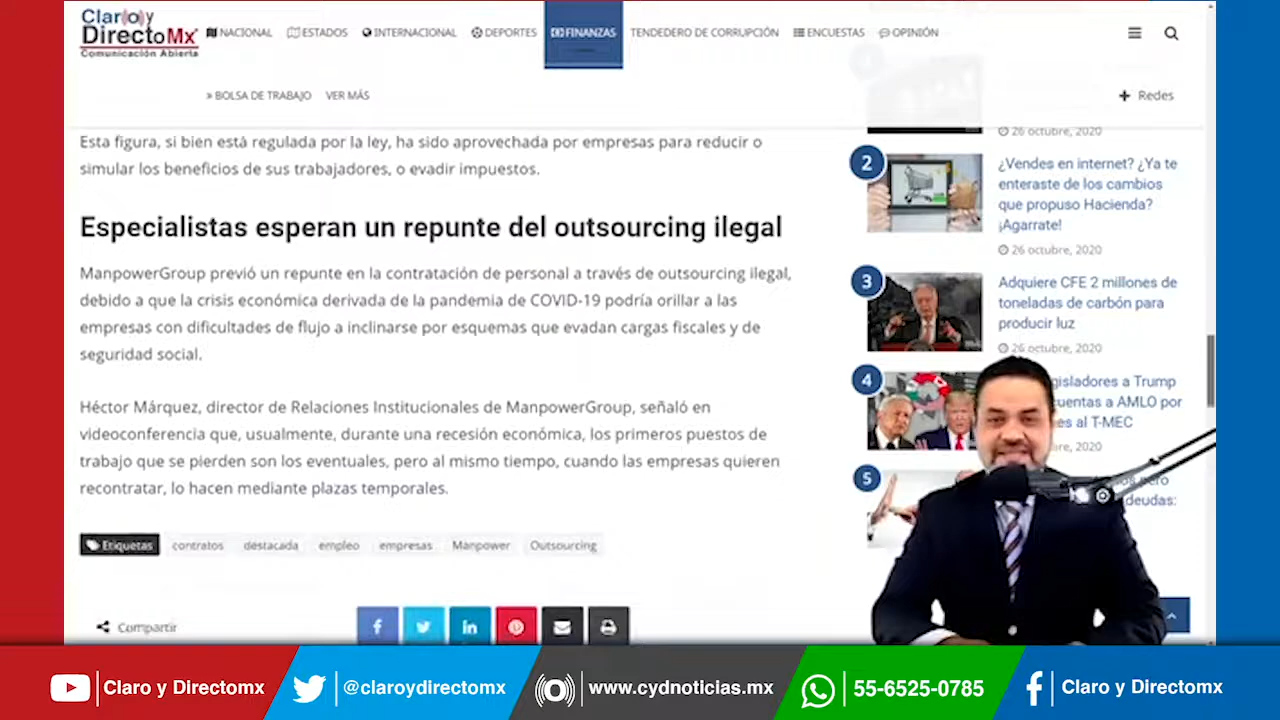 Claro y
DirectoMx
Comunicación Abierta
NACIONAL
ESTADOS
INTERNACIONAL
DEPORTES
FINANZAS
TENDEDERO DE CORRUPCIÓN
ENCUESTAS
OPINIÓN
» BOLSA DE TRABAJO
VER MÁS
+ Redes
Esta figura, si bien está regulada por la ley, ha sido aprovechada por empresas para reducir o
simular los beneficios de sus trabajadores, o evadir impuestos.
Especialistas esperan un repunte del outsourcing ilegal
ManpowerGroup previó un repunte en la contratación de personal a través de outsourcing ilegal,
debido a que la crisis económica derivada de la pandemia de COVID-19 podría orillar a las
empresas con dificultades de flujo a inclinarse por esquemas que evadan cargas fiscales y de
seguridad social.
Héctor Márquez, director de Relaciones Institucionales de ManpowerGroup, señaló en
videoconferencia que, usualmente, durante una recesión económica, los primeros puestos de
trabajo que se pierden son los eventuales, pero al mismo tiempo, cuando las empresas quieren
recontratar, lo hacen mediante plazas temporales.
Etiquetas
contratos
destacada
empleo
empresas
Manpower
Outsourcing
Compartir
26 octubre, 2020
2
¿Vendes en internet? ¿Ya te
enteraste de los cambios
que propuso Hacienda?
¡Agarrate!
26 octubre, 2020
3
Adquiere CFE 2 millones de
toneladas de carbón para
producir luz
26 octubre, 2020
4
gisladores a Trump
cuentas a AMLO por
es al T-MEC
bre, 2020
5
pero
deudas:
Claro y Directomx
@claroydirectomx
www.cydnoticias.mx
55-6525-0785
Claro y Directomx